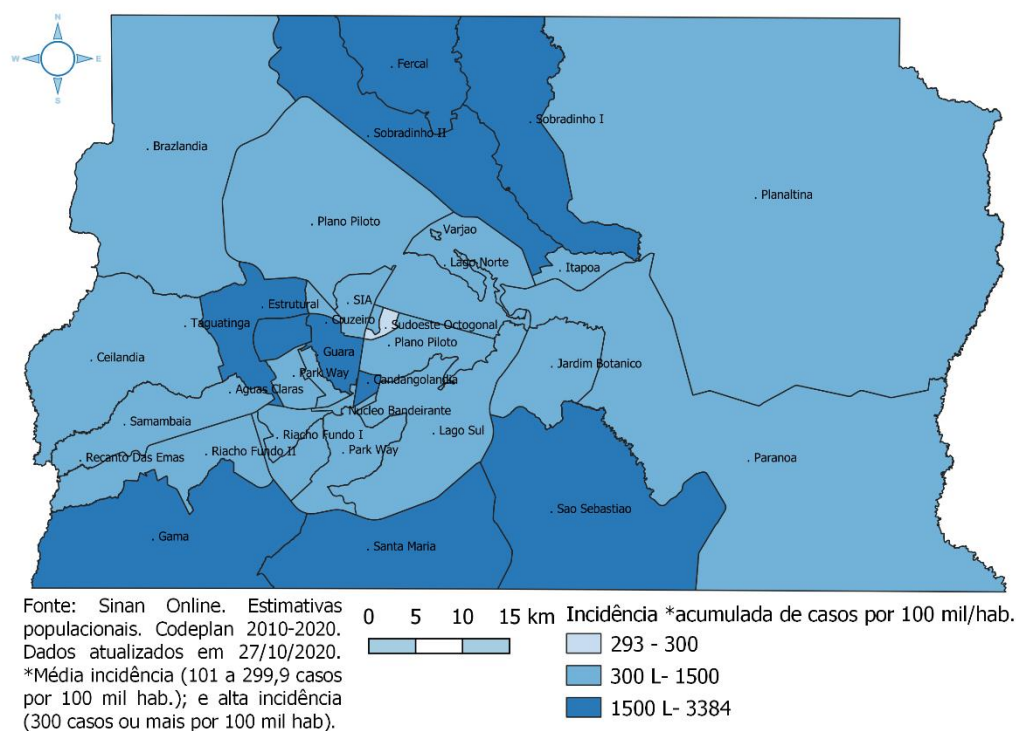 N
W E
S
. Fercal
. Sobradinho I
. Sobradinho II
. Brazlandia
. Planaltina
. Plano Piloto
Varjao
. Lago Norte
. Itapoa
. SIA
. Estrutural
. Cruzeiro
. Sudoeste Octogonal
. Taguatinga
. Plano Piloto
Guara
. Ceilandia
. Jardim Botanico
. Park Way
. Candangolandia
. Aguas Claras
. Nucleo Bandeirante
. Samambaia
. Lago Sul
. Riacho Fundo I
. Park Way
. Riacho Fundo II
. Recanto Das Emas
. Paranoa
. Sao Sebastiao
. Gama
. Santa Maria
Fonte: Sinan Online. Estimativas
populacionais. Codeplan 2010-2020.
Dados atualizados em 27/10/2020.
*Média incidência (101 a 299,9 casos
por 100 mil hab.); e alta incidência
(300 casos ou mais por 100 mil hab).
0 5 10 15 km
Incidência *acumulada de casos por 100 mil/hab.
293 - 300
300 L- 1500
1500 L- 3384